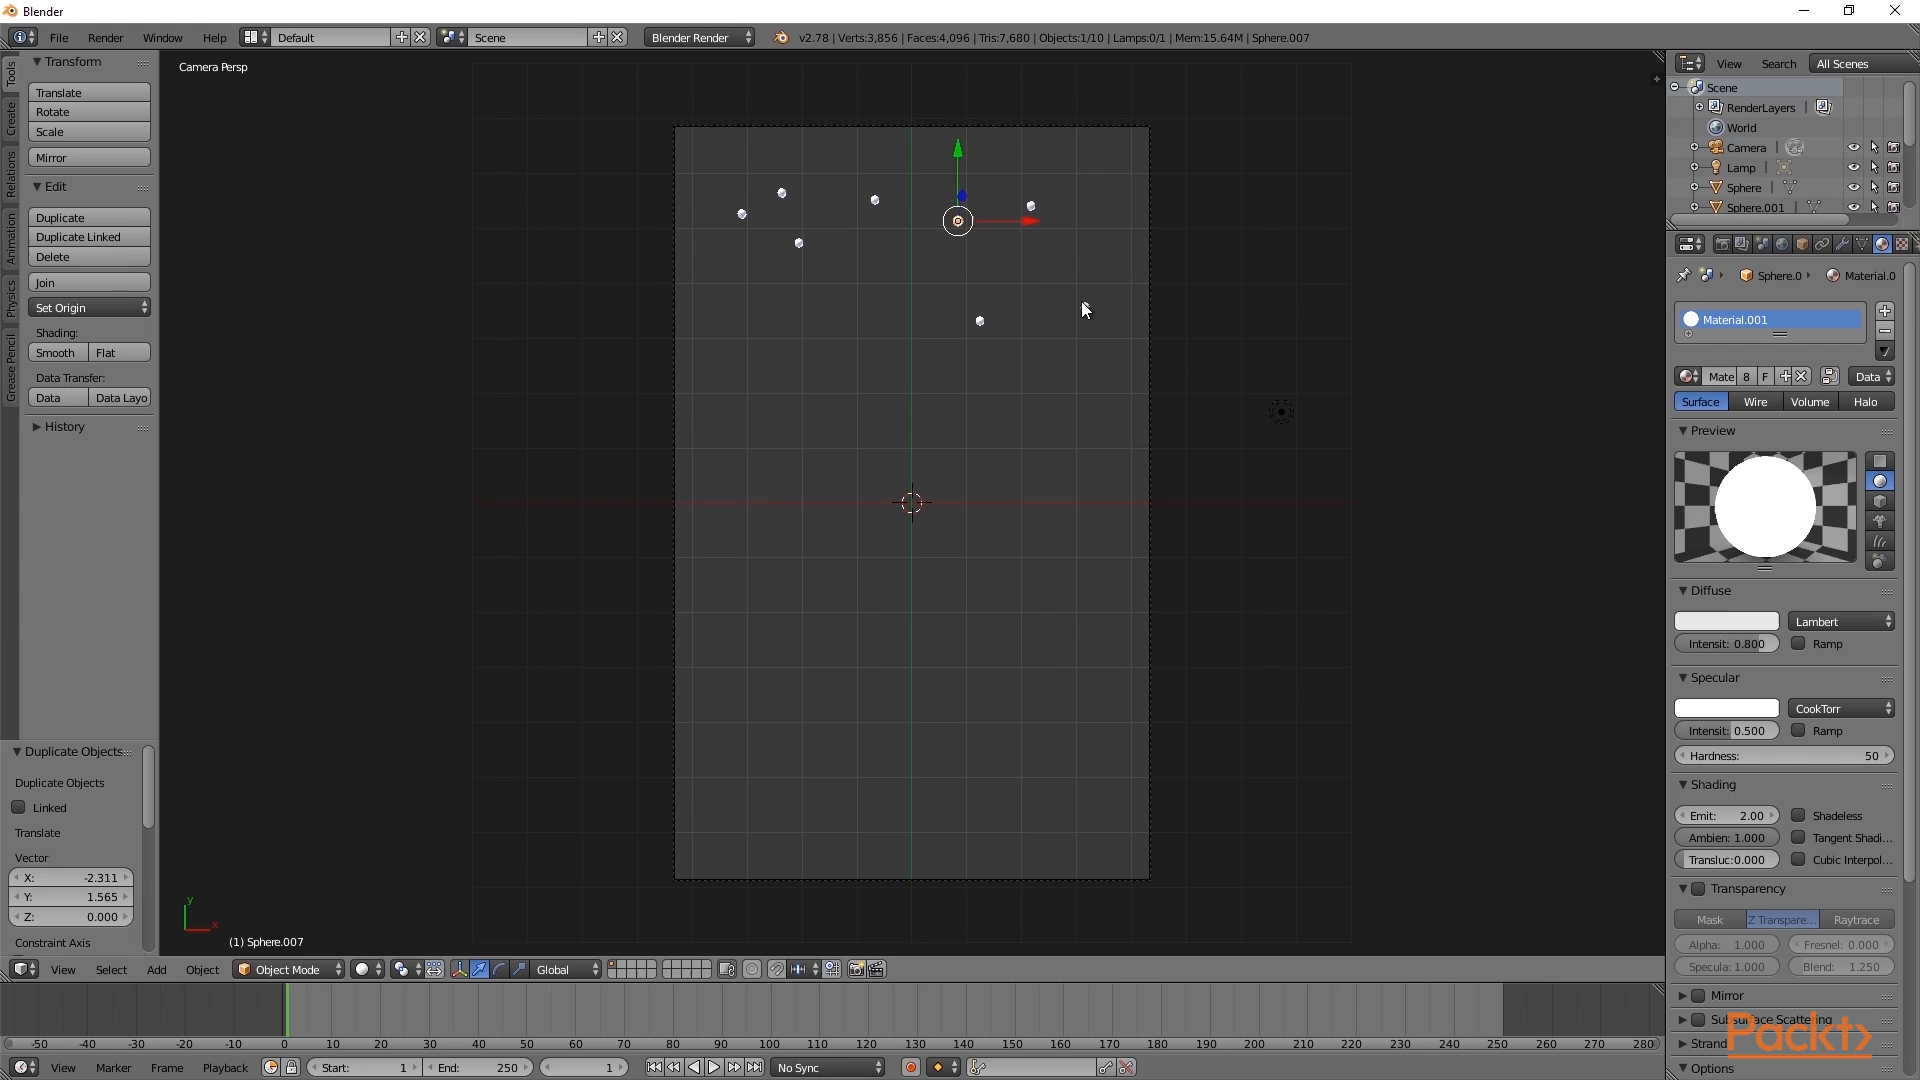 Blender
File Render Window Help Default Scene Blender Render v2.78 | Verts:3,856 | Faces:4,096 | Tris:7,680 | Objects:1/10 | Lamps:0/1 | Mem:15.64M | Sphere.007
Tools
Create
Relations
Animation
Physics
Grease Pencil
Transform
Translate
Rotate
Scale
Mirror
Edit
Duplicate
Duplicate Linked
Delete
Join
Set Origin
Shading:
Smooth Flat
Data Transfer:
Data Data Layo
History
Duplicate Objects
Duplicate Objects
Linked
Translate
Vector
X: -2.311
Y: 1.565
Z: 0.000
Constraint Axis
Camera Persp
y
x
(1) Sphere.007
View Select Add Object Object Mode Global
-50 -40 -30 -20 -10 0 10 20 30 40 50 60 70 80 90 100 110 120 130 140 150 160 170 180 190 200 210 220 230 240 250 260 270 280
View Marker Frame Playback Start: 1 End: 250 1 No Sync
View Search All Scenes
Scene
RenderLayers |
World
Camera |
Lamp |
Sphere |
Sphere.001 |
Sphere.0 Material.0
Material.001
Mate 8 F Data
Surface Wire Volume Halo
Preview
Diffuse
Lambert
Intensit: 0.800 Ramp
Specular
CookTorr
Intensit: 0.500 Ramp
Hardness: 50
Shading
Emit: 2.00 Shadeless
Ambien: 1.000 Tangent Shadi...
Transluc:0.000 Cubic Interpol...
Transparency
Mask Z Transpare... Raytrace
Alpha: 1.000 Fresnel: 0.000
Specula: 1.000 Blend: 1.250
Mirror
Subsurface Scattering
Strand
Options
Packt>